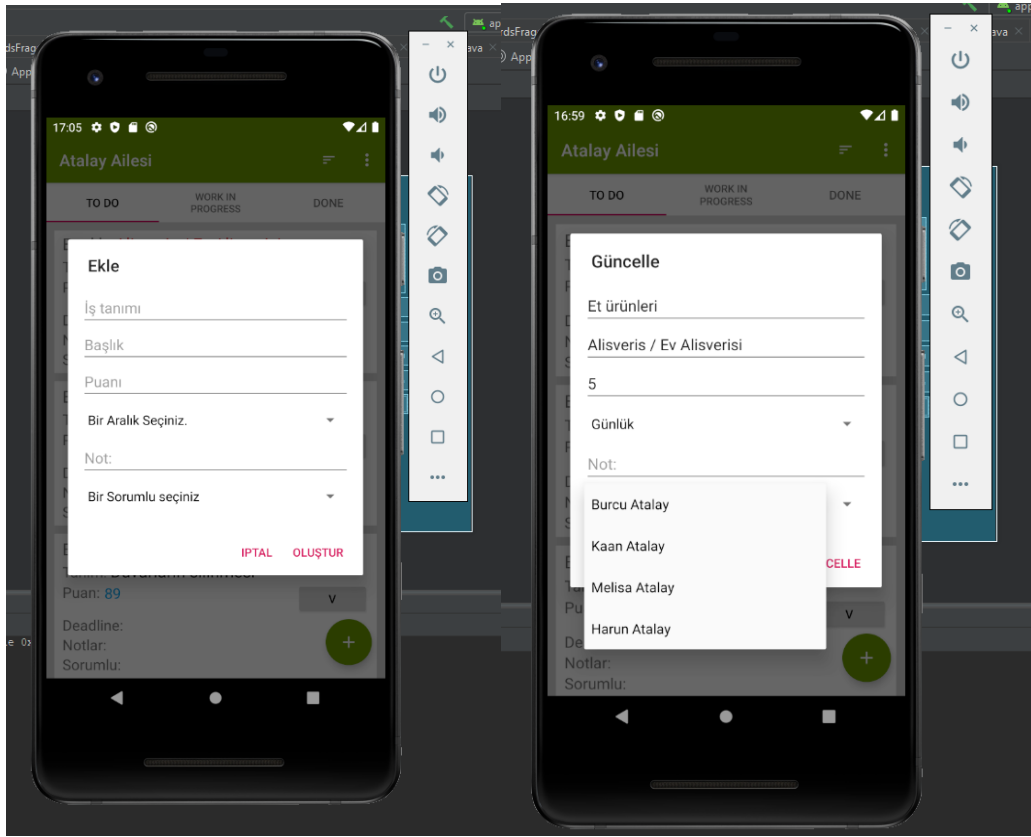 17:05
Atalay Ailesi
TO DO
WORK IN
PROGRESS
DONE
Ekle
İş tanımı
Başlık
Puanı
Bir Aralık Seçiniz.
Not:
Bir Sorumlu seçiniz
IPTAL
OLUŞTUR
Puan: 89
V
Deadline:
Notlar:
Sorumlu:
+
16:59
Atalay Ailesi
TO DO
WORK IN
PROGRESS
DONE
Güncelle
Et ürünleri
Alisveris / Ev Alisverisi
5
Günlük
Not:
Burcu Atalay
Kaan Atalay
Melisa Atalay
Harun Atalay
CELLE
V
Notlar:
Sorumlu:
+